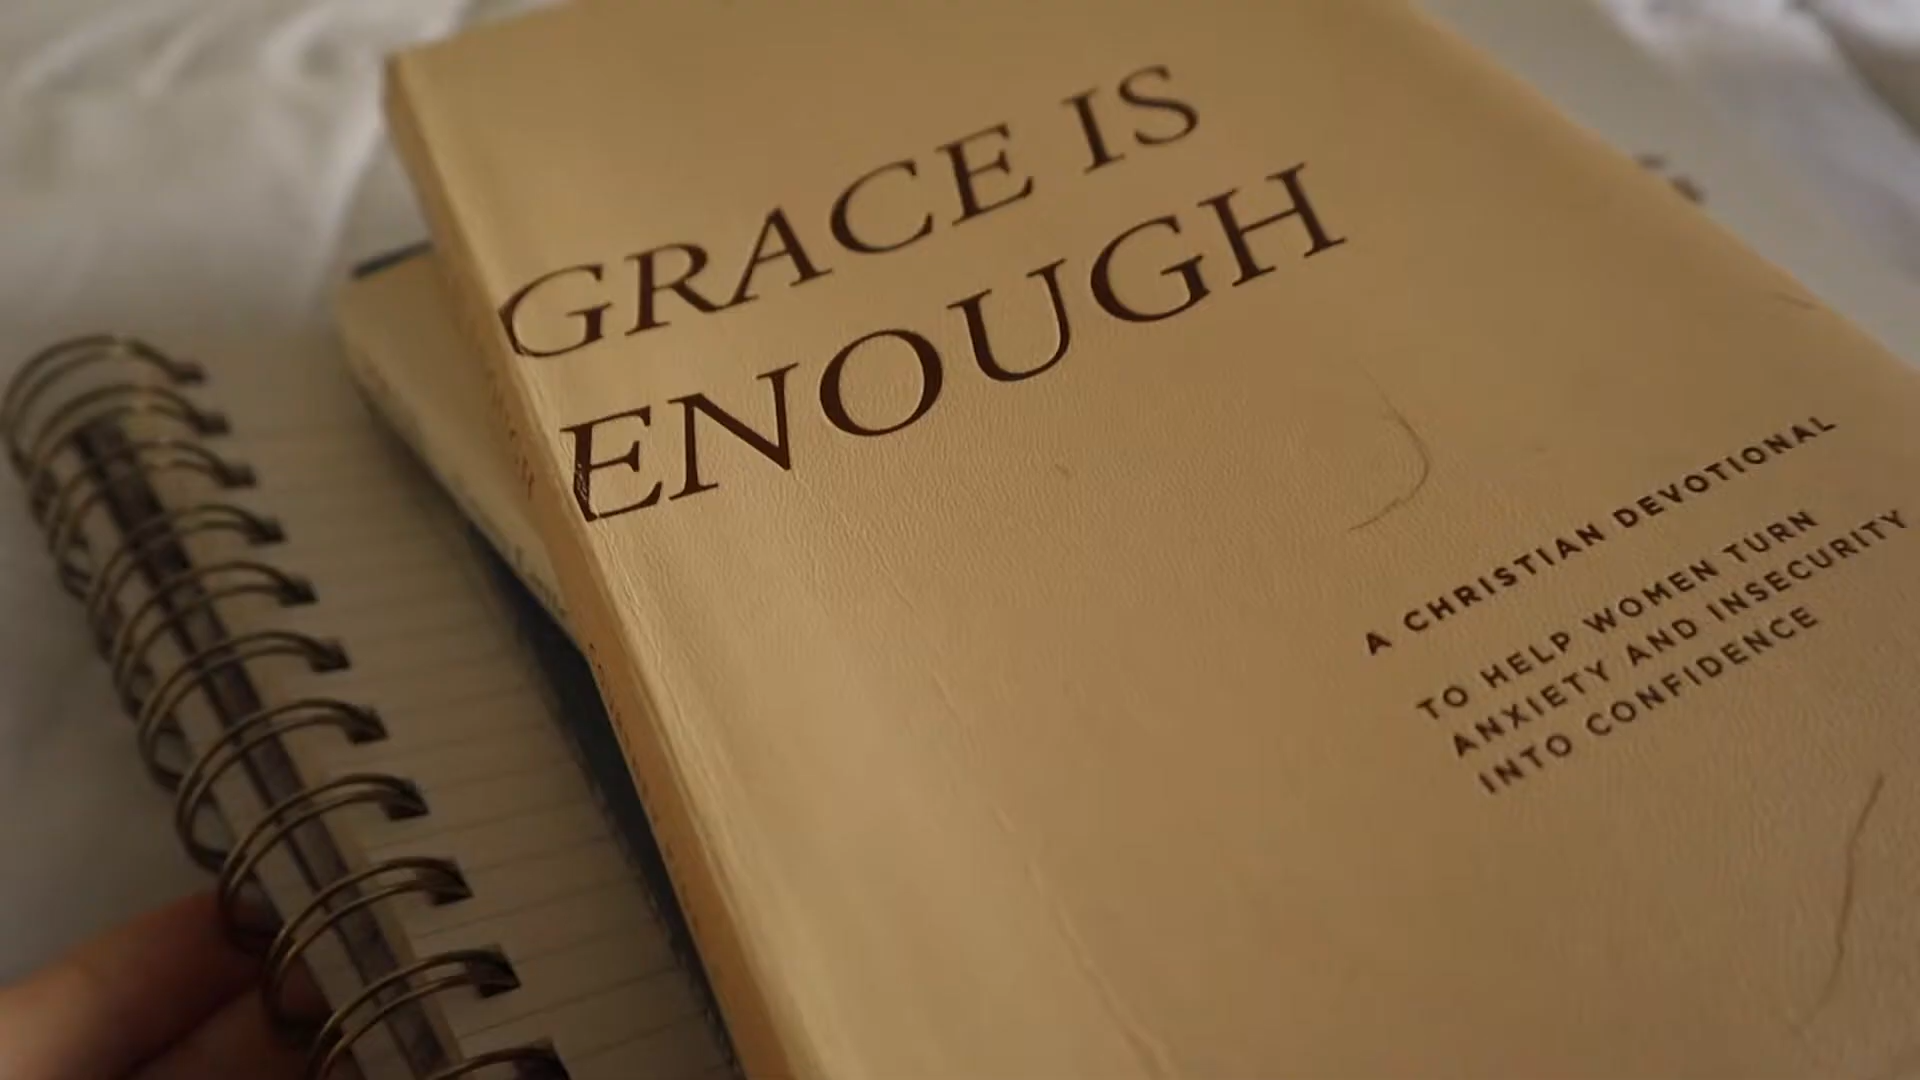 GRACE IS
ENOUGH
A CHRISTIAN DEVOTIONAL
TO HELP WOMEN TURN
ANXIETY AND INSECURITY
INTO CONFIDENCE